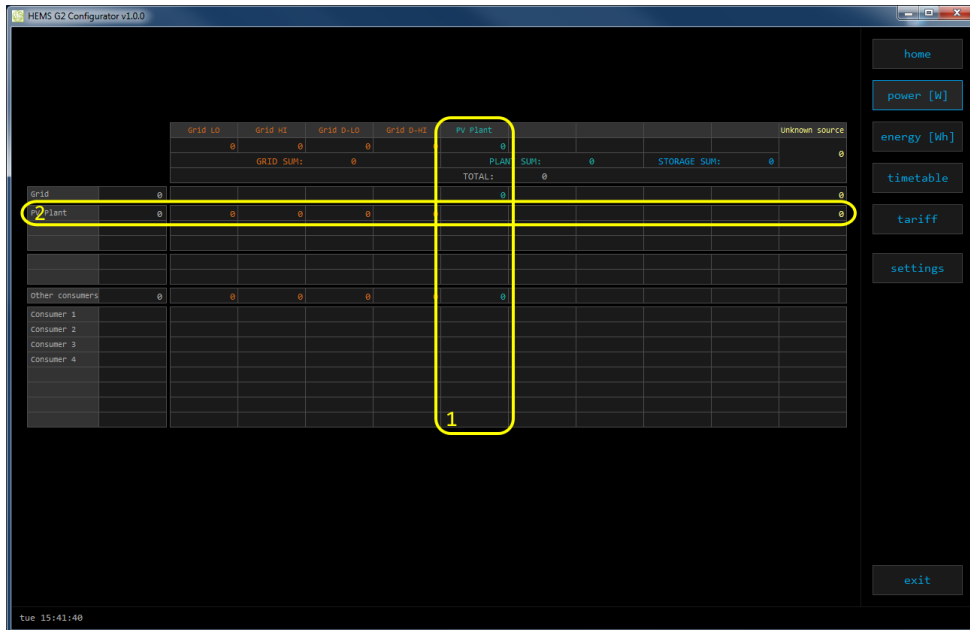 HEMS G2 Configurator v1.0.0
home
power [W]
energy [Wh]
timetable
tariff
settings
exit
Grid LO Grid HI Grid D-LO Grid D-HI PV Plant Unknown source
0 0 0 0 0 0
GRID SUM: 0 PLANT SUM: 0 STORAGE SUM: 0
TOTAL: 0
Grid 0 0 0
2 PV Plant 0 0 0 0 0 0
Other consumers 0 0 0 0 0 0
Consumer 1
Consumer 2
Consumer 3
Consumer 4
1
tue 15:41:40